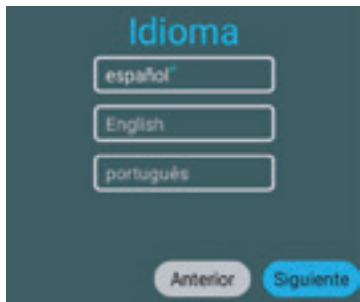 Idioma
español
English
português
Anterior Siguiente